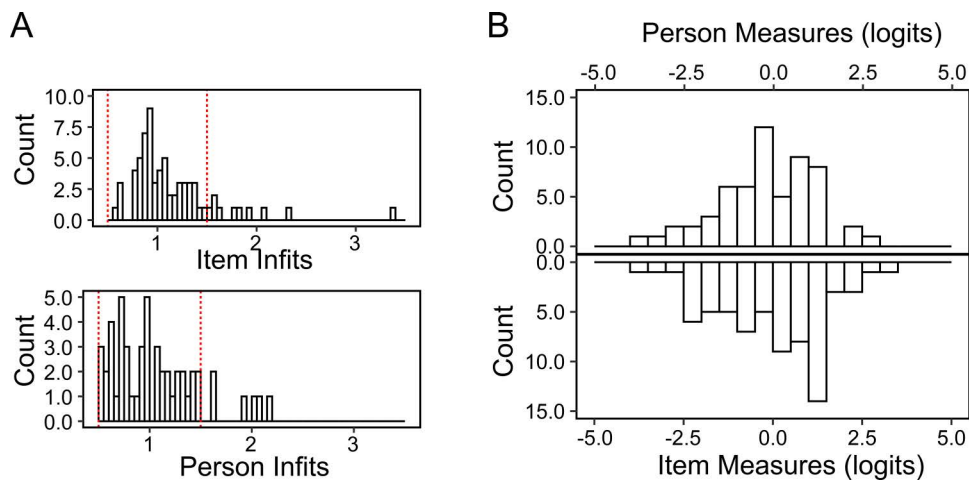 A
10.0
7.5
5.0
2.5
0.0
Count
1 2 3
Item Infits
5.0
4.0
3.0
2.0
1.0
0.0
Count
1 2 3
Person Infits
B
Person Measures (logits)
-5.0 -2.5 0.0 2.5 5.0
15.0
10.0
5.0
0.0
Count
0.0
5.0
10.0
15.0
Count
-5.0 -2.5 0.0 2.5 5.0
Item Measures (logits)